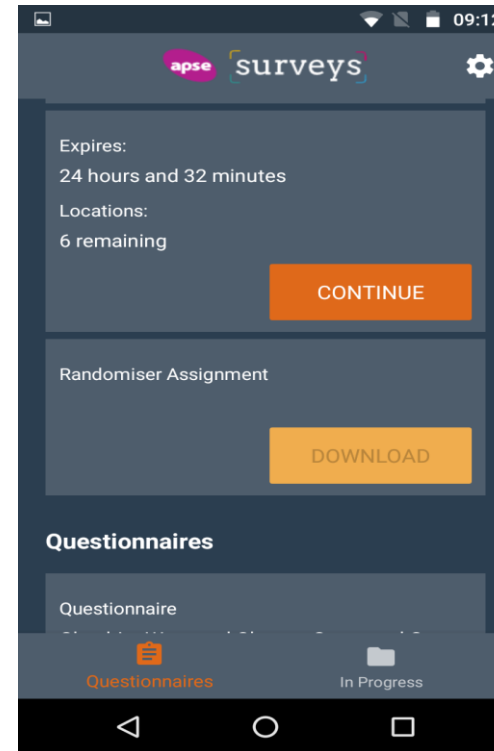 09:12
apse surveys
Expires:
24 hours and 32 minutes
Locations:
6 remaining
CONTINUE
Randomiser Assignment
DOWNLOAD
Questionnaires
Questionnaire
Questionnaires
In Progress